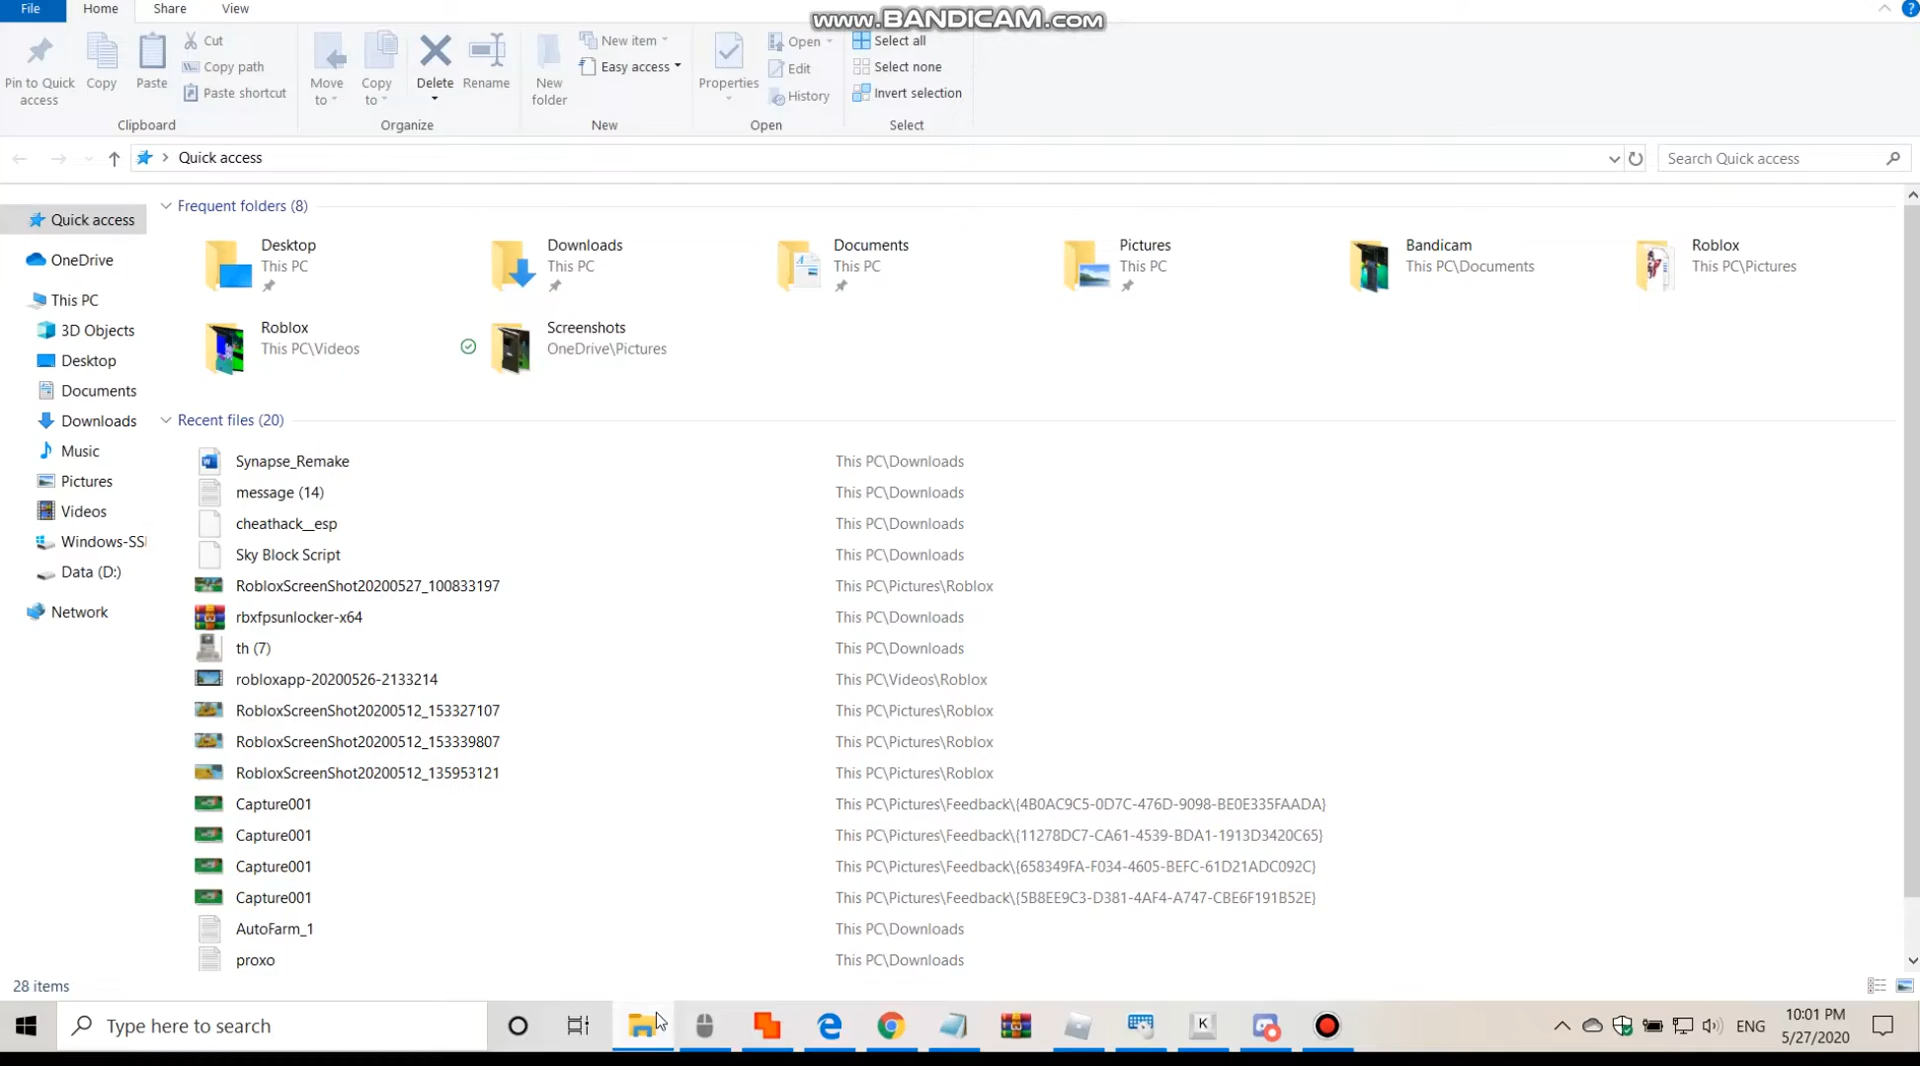 File Home Share View
www.BANDICAM.com
Cut
Copy path
Paste shortcut
Pin to Quick access
Copy
Paste
Clipboard
Move to
Copy to
Delete
Rename
Organize
New folder
New item
Easy access
New
Properties
Open
Edit
History
Open
Select all
Select none
Invert selection
Select
Quick access
Search Quick access
Quick access
OneDrive
This PC
3D Objects
Desktop
Documents
Downloads
Music
Pictures
Videos
Windows-SSI
Data (D:)
Network
Frequent folders (8)
Desktop
This PC
Downloads
This PC
Documents
This PC
Pictures
This PC
Bandicam
This PC\Documents
Roblox
This PC\Pictures
Roblox
This PC\Videos
Screenshots
OneDrive\Pictures
Recent files (20)
Synapse_Remake This PC\Downloads
message (14) This PC\Downloads
cheathack__esp This PC\Downloads
Sky Block Script This PC\Downloads
RobloxScreenShot20200527_100833197 This PC\Pictures\Roblox
rbxfpsunlocker-x64 This PC\Downloads
th (7) This PC\Downloads
robloxapp-20200526-2133214 This PC\Videos\Roblox
RobloxScreenShot20200512_153327107 This PC\Pictures\Roblox
RobloxScreenShot20200512_153339807 This PC\Pictures\Roblox
RobloxScreenShot20200512_135953121 This PC\Pictures\Roblox
Capture001 This PC\Pictures\Feedback\{4B0AC9C5-0D7C-476D-9098-BE0E335FAADA}
Capture001 This PC\Pictures\Feedback\{11278DC7-CA61-4539-BDA1-1913D3420C65}
Capture001 This PC\Pictures\Feedback\{658349FA-F034-4605-BEFC-61D21ADC092C}
Capture001 This PC\Pictures\Feedback\{5B8EE9C3-D381-4AF4-A747-CBE6F191B52E}
AutoFarm_1 This PC\Downloads
proxo This PC\Downloads
28 items
Type here to search
K
ENG
10:01 PM
5/27/2020